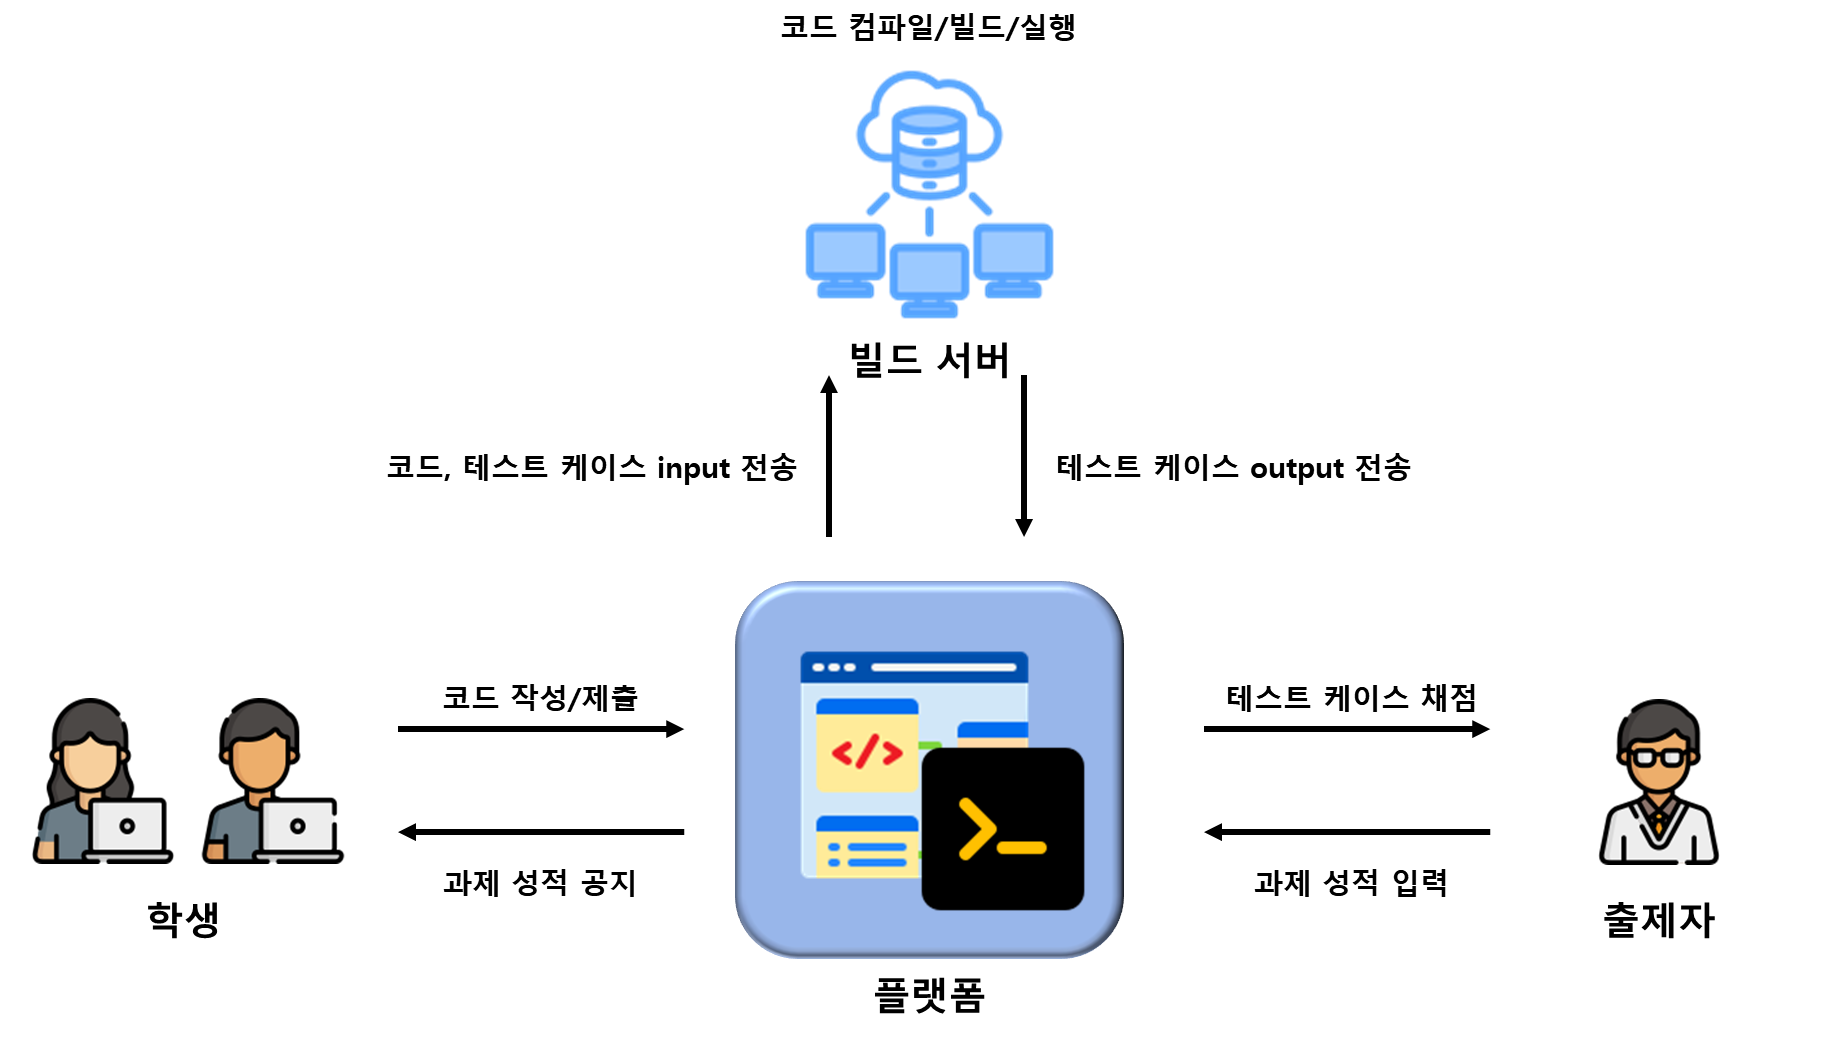 코드 컴파일/빌드/실행
빌드 서버
코드, 테스트 케이스 input 전송
테스트 케이스 output 전송
코드 작성/제출
테스트 케이스 채점
</>
>_
과제 성적 공지
과제 성적 입력
학생
출제자
플랫폼